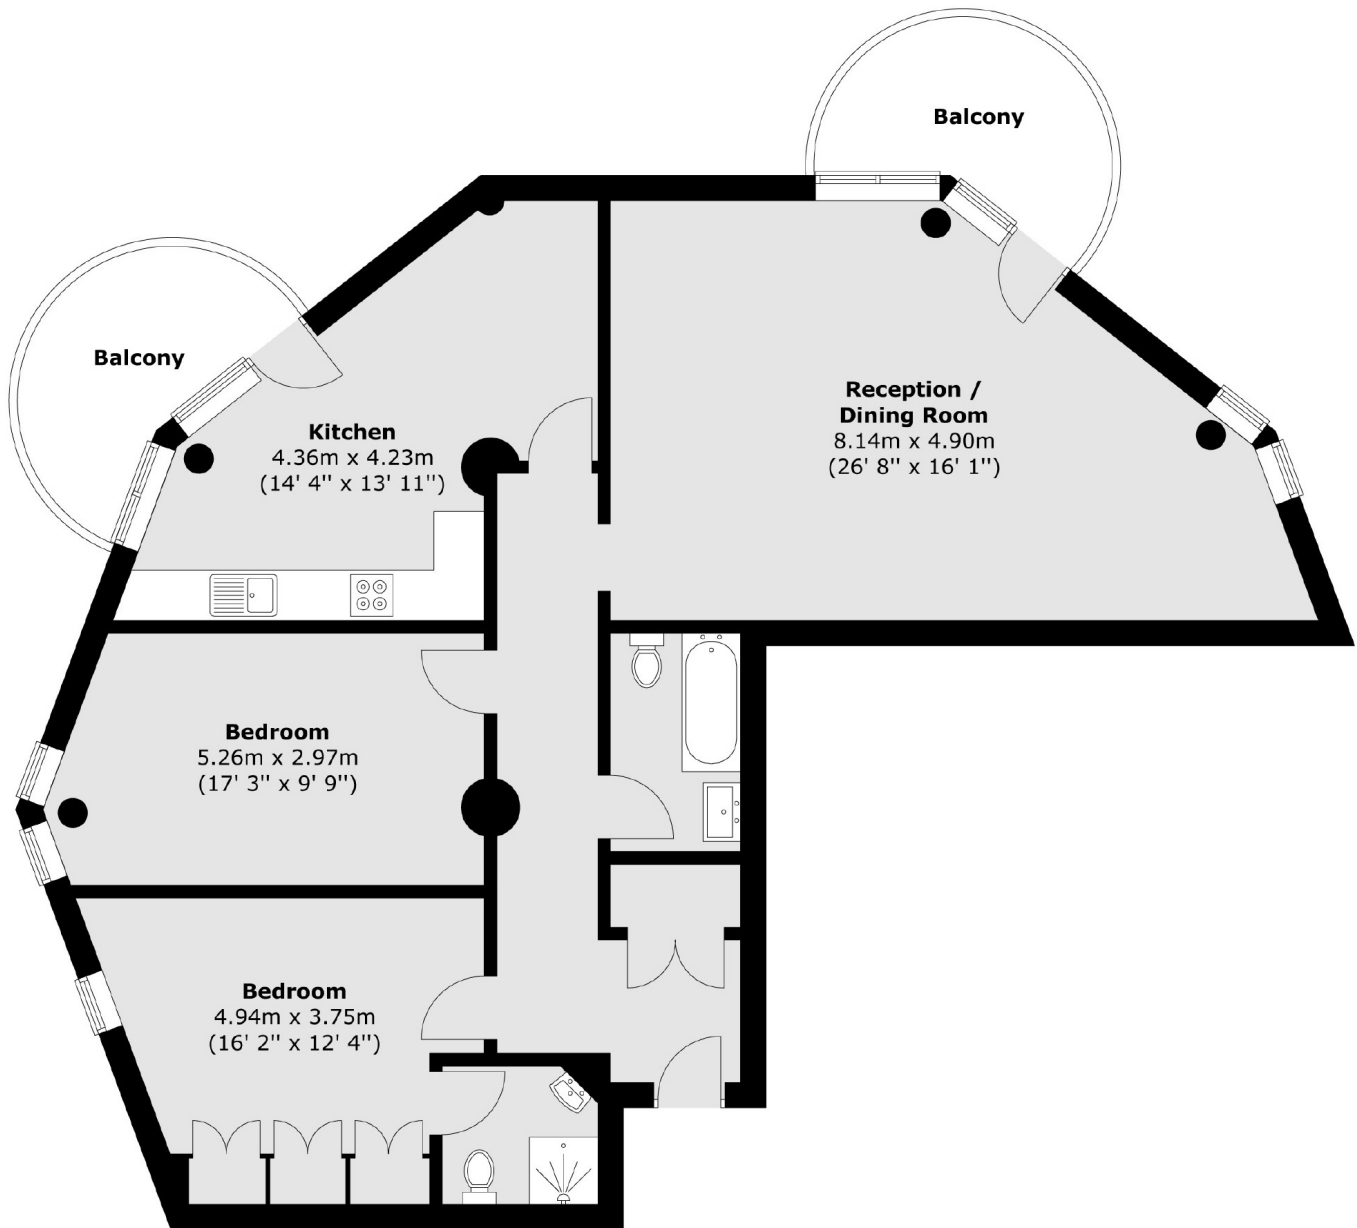 Balcony
Balcony
Reception /
Dining Room
8.14m x 4.90m
(26' 8'' x 16' 1'')
Kitchen
4.36m x 4.23m
(14' 4'' x 13' 11'')
Bedroom
5.26m x 2.97m
(17' 3'' x 9' 9'')
Bedroom
4.94m x 3.75m
(16' 2'' x 12' 4'')